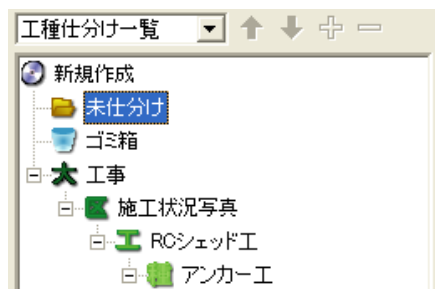 工種仕分け一覧
新規作成
未仕分け
ゴミ箱
工事
施工状況写真
RCシェッド工
アンカー工